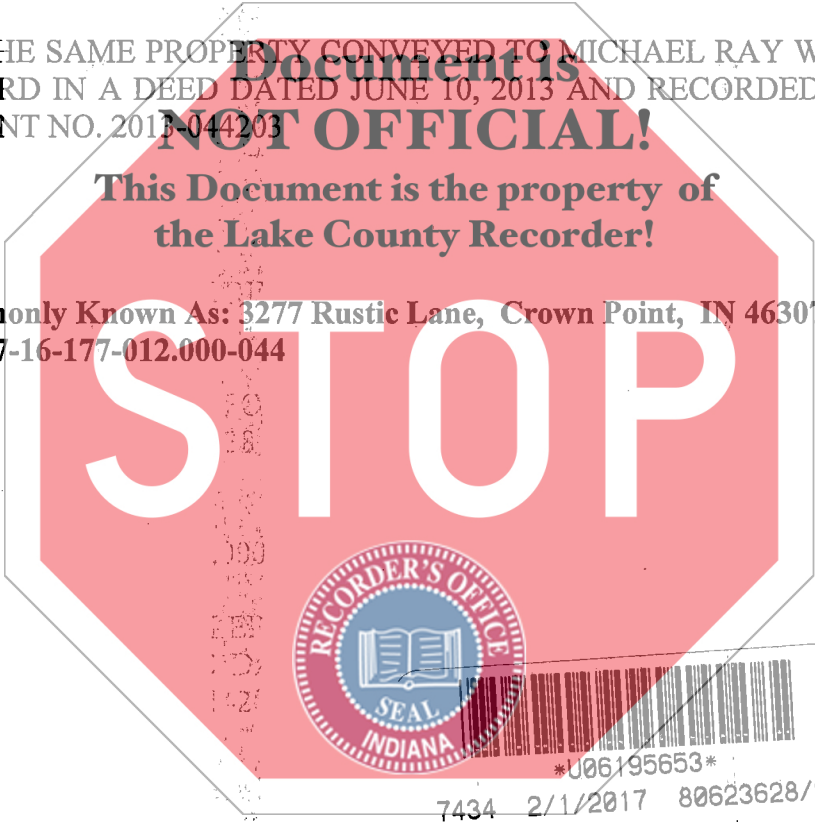 HE SAME PROPERTY CONVEYED TO MICHAEL RAY W
RD IN A DEED DATED JUNE 10, 2013 AND RECORDED
NT NO. 2013-044203
Document is
NOT OFFICIAL!
This Document is the property of
the Lake County Recorder!
only Known As: 3277 Rustic Lane, Crown Point, IN 46307
7-16-177-012.000-044
STOP
RECORDER'S OFFICE
SEAL
INDIANA
*U06195653*
7434 2/1/2017 80623628/